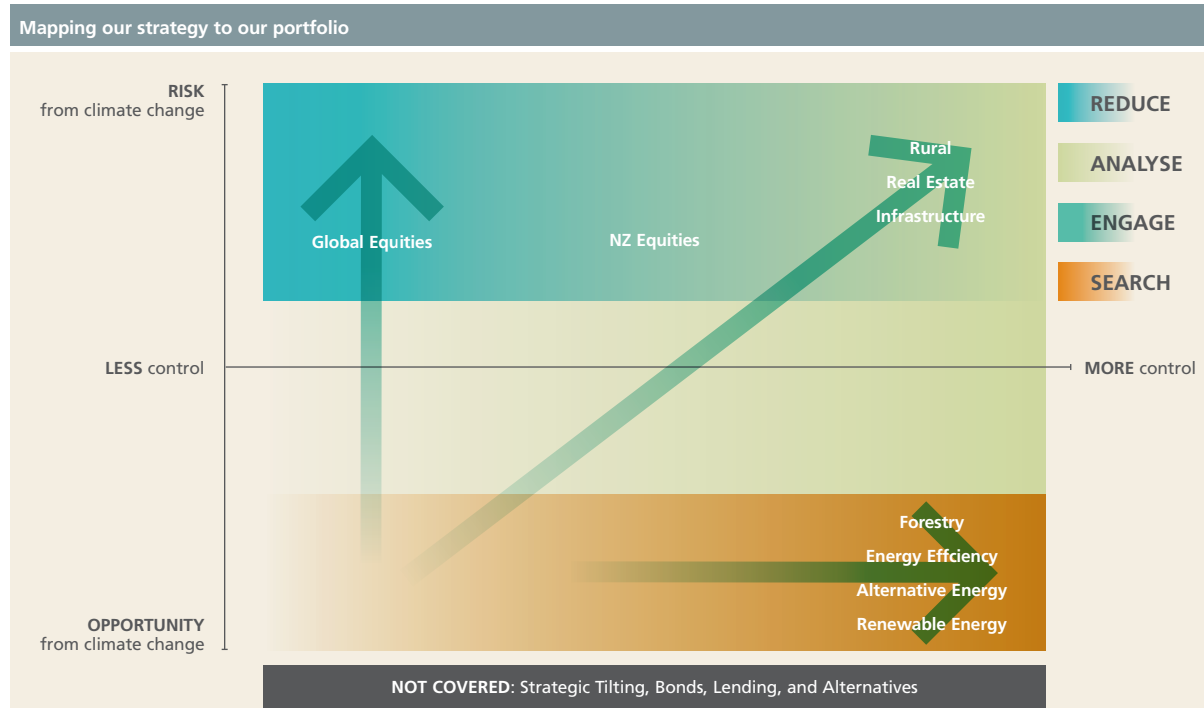 Mapping our strategy to our portfolio
RISK
from climate change
REDUCE
ANALYSE
ENGAGE
SEARCH
Rural
Real Estate
Infrastructure
Global Equities
NZ Equities
LESS control
MORE control
Forestry
Energy Effciency
Alternative Energy
Renewable Energy
OPPORTUNITY
from climate change
NOT COVERED: Strategic Tilting, Bonds, Lending, and Alternatives